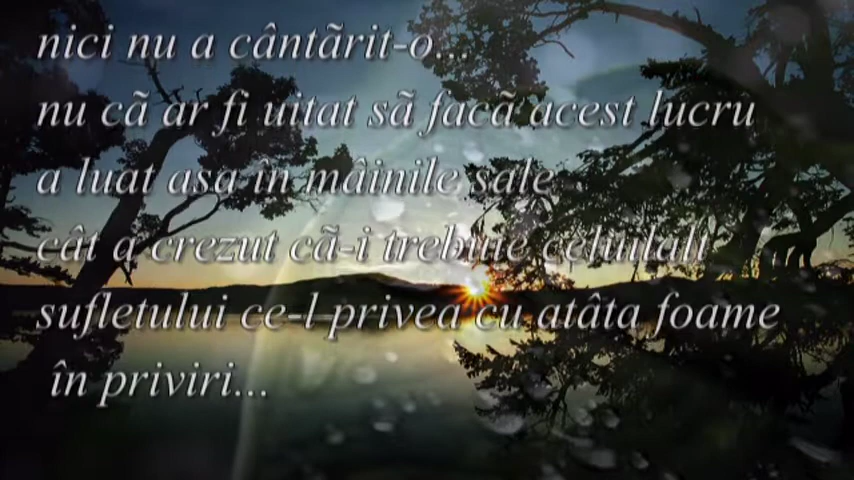 nici nu a cântãrit-o...
nu cã ar fi uitat sã facã acest lucru
a luat asa în mâinile sale
cât a crezut cã-i trebuie celuilalt
sufletului ce-l privea cu atâta foame
în priviri...